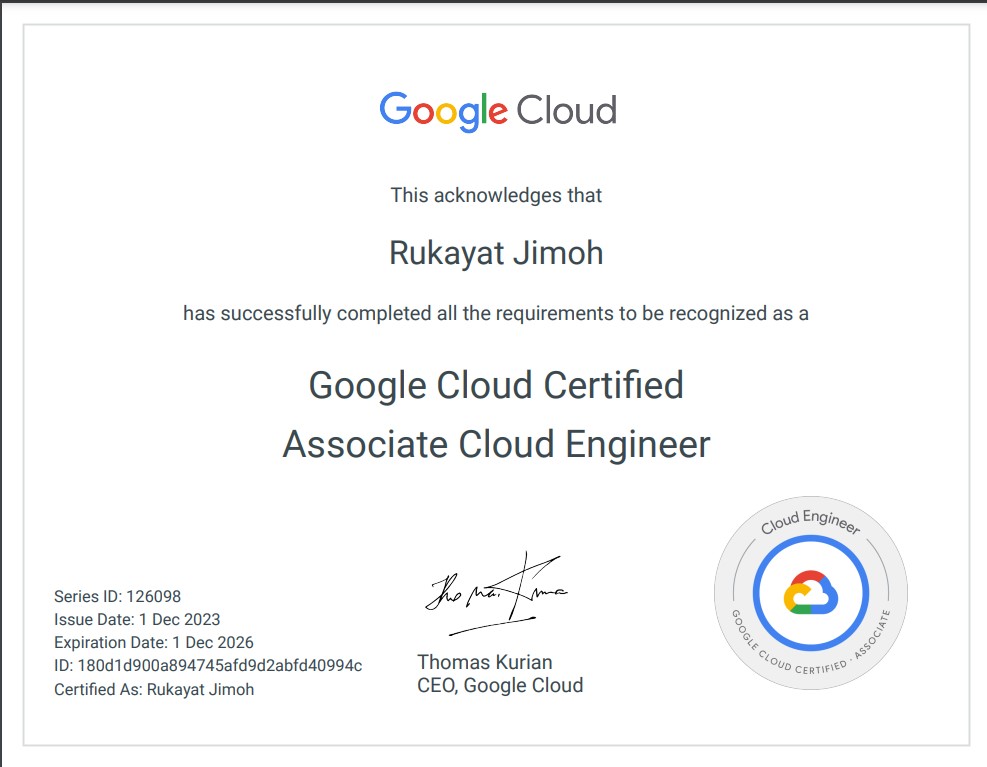 Google Cloud
This acknowledges that
Rukayat Jimoh
has successfully completed all the requirements to be recognized as a
Google Cloud Certified
Associate Cloud Engineer
Series ID: 126098
Issue Date: 1 Dec 2023
Expiration Date: 1 Dec 2026
ID: 180d1d900a894745afd9d2abfd40994c
Certified As: Rukayat Jimoh
Thomas Kurian
CEO, Google Cloud
Cloud Engineer
GOOGLE CLOUD CERTIFIED · ASSOCIATE